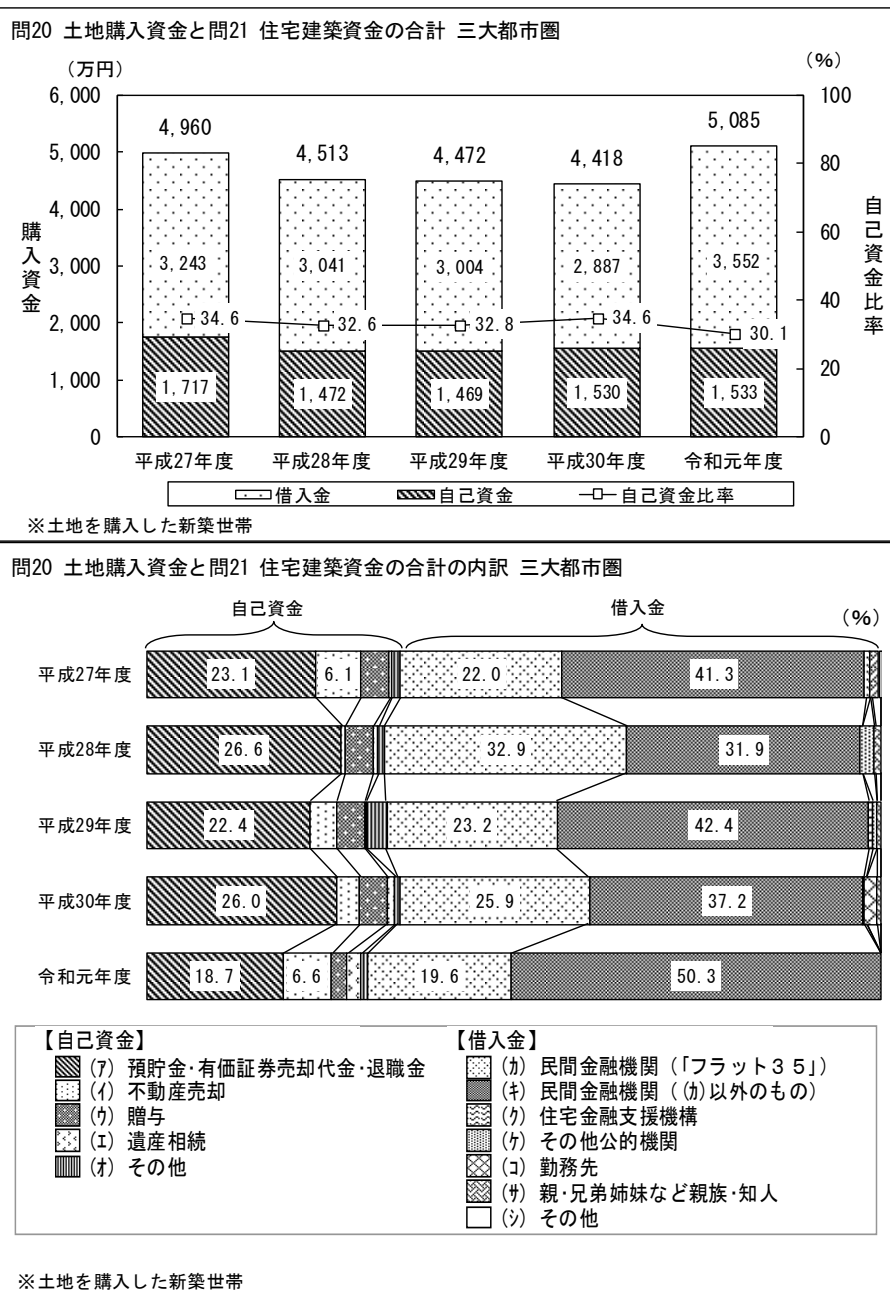 問20 土地購入資金と問21 住宅建築資金の合計 三大都市圏
(万円)
(%)
6,000
5,000
4,000
3,000
2,000
1,000
0
購入資金
100
80
60
40
20
0
自己資金比率
4,960
4,513
4,472
4,418
5,085
3,243
3,041
3,004
2,887
3,552
34.6
32.6
32.8
34.6
30.1
1,717
1,472
1,469
1,530
1,533
平成27年度
平成28年度
平成29年度
平成30年度
令和元年度
借入金 自己資金 自己資金比率
※土地を購入した新築世帯
問20 土地購入資金と問21 住宅建築資金の合計の内訳 三大都市圏
自己資金 借入金
(%)
平成27年度 23.1 6.1 22.0 41.3
平成28年度 26.6 32.9 31.9
平成29年度 22.4 23.2 42.4
平成30年度 26.0 25.9 37.2
令和元年度 18.7 6.6 19.6 50.3
【自己資金】
(ｱ) 預貯金･有価証券売却代金･退職金
(ｲ) 不動産売却
(ｳ) 贈与
(ｴ) 遺産相続
(ｵ) その他
【借入金】
(ｶ) 民間金融機関（「フラット３５」）
(ｷ) 民間金融機関（(ｶ)以外のもの）
(ｸ) 住宅金融支援機構
(ｹ) その他公的機関
(ｺ) 勤務先
(ｻ) 親･兄弟姉妹など親族･知人
(ｼ) その他
※土地を購入した新築世帯